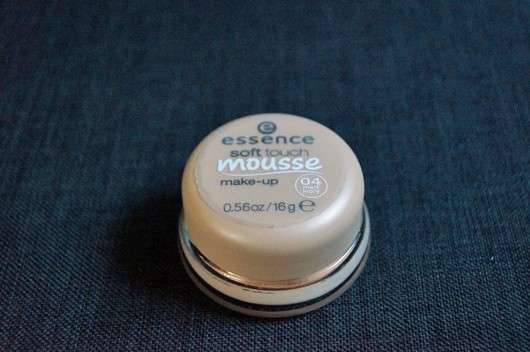 essence
soft touch
mousse
make-up
04
0.56oz/16g e